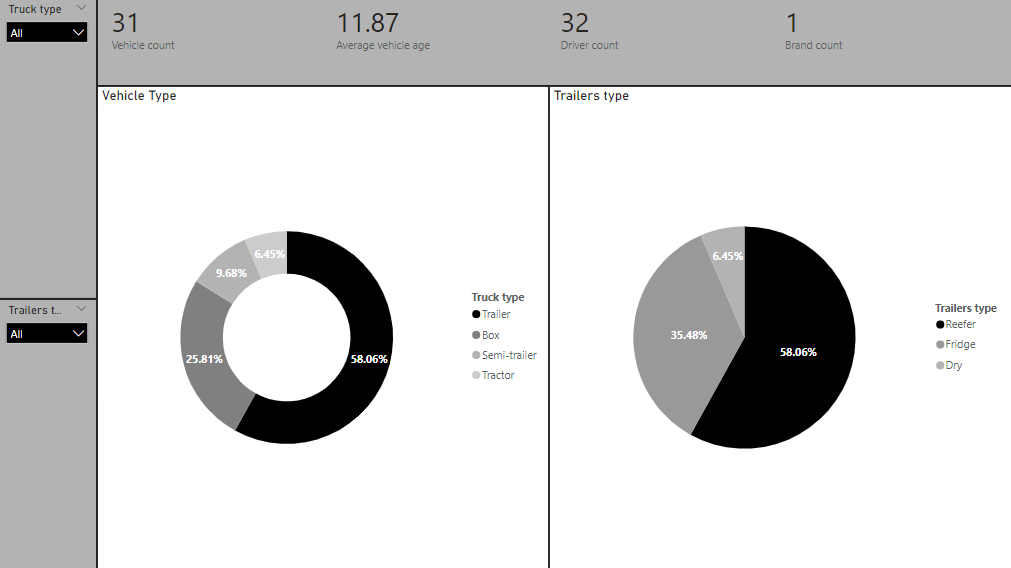 Truck type
All
31
Vehicle count
11.87
Average vehicle age
32
Driver count
1
Brand count
Vehicle Type
6.45%
9.68%
25.81%
58.06%
Truck type
Trailer
Box
Semi-trailer
Tractor
Trailers type
6.45%
35.48%
58.06%
Trailers type
Reefer
Fridge
Dry
Trailers t...
All